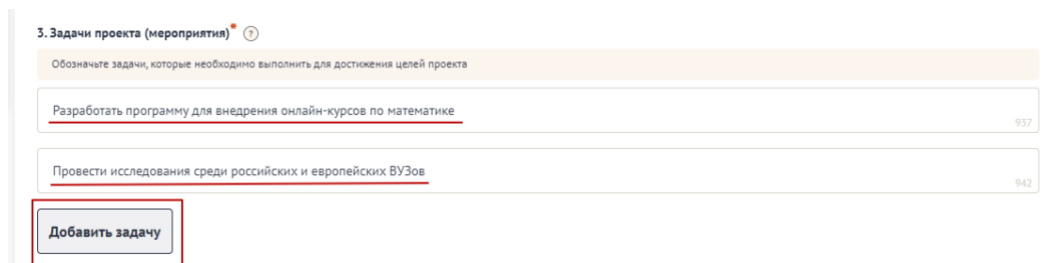 3. Задачи проекта (мероприятия)* ?
Обозначьте задачи, которые необходимо выполнить для достижения целей проекта
Разработать программу для внедрения онлайн-курсов по математике
937
Провести исследования среди российских и европейских ВУЗов
942
Добавить задачу